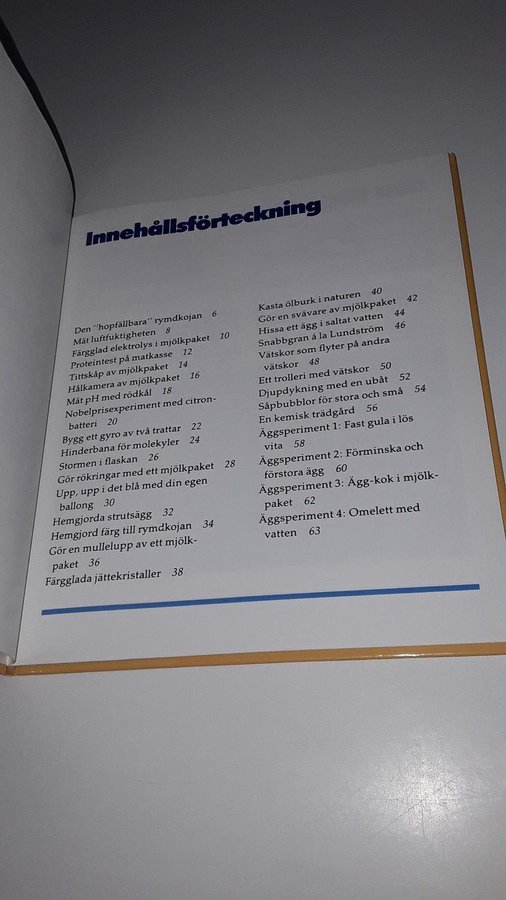 Innehållsförteckning
Den "hopfällbara" rymdkojan 6
Mät luftfuktigheten 8
Färgglad elektrolys i mjölkpaket 10
Proteintest på matkasse 12
Tittskåp av mjölkpaket 14
Hålkamera av mjölkpaket 16
Mät pH med rödkål 18
Nobelprisexperiment med citron-
batteri 20
Bygg ett gyro av två trattar 22
Hinderbana för molekyler 24
Stormen i flaskan 26
Gör rökringar med ett mjölkpaket 28
Upp, upp i det blå med din egen
ballong 30
Hemgjorda strutsägg 32
Hemgjord färg till rymdkojan 34
Gör en mullelupp av ett mjölk-
paket 36
Färgglada jättekristaller 38
Kasta ölburk i naturen 40
Gör en svävare av mjölkpaket 42
Hissa ett ägg i saltat vatten 44
Snabbgran á la Lundström 46
Vätskor som flyter på andra
vätskor 48
Ett trolleri med vätskor 50
Djupdykning med en ubåt 52
Såpbubblor för stora och små 54
En kemisk trädgård 56
Äggsperiment 1: Fast gula i lös
vita 58
Äggsperiment 2: Förminska och
förstora ägg 60
Äggsperiment 3: Ägg-kok i mjölk-
paket 62
Äggsperiment 4: Omelett med
vatten 63